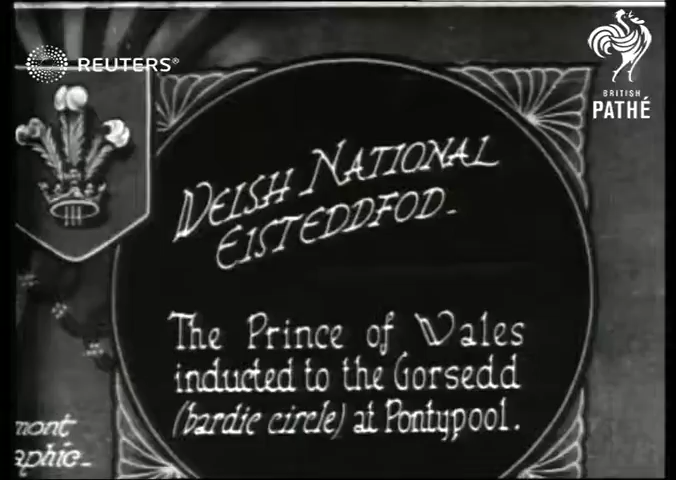 REUTERS
BRITISH
PATHÉ
WELSH NATIONAL
EISTEDDFOD-
The Prince of Wales
inducted to the Gorsedd
(bardic circle) at Pontypool.
mont
aphic-